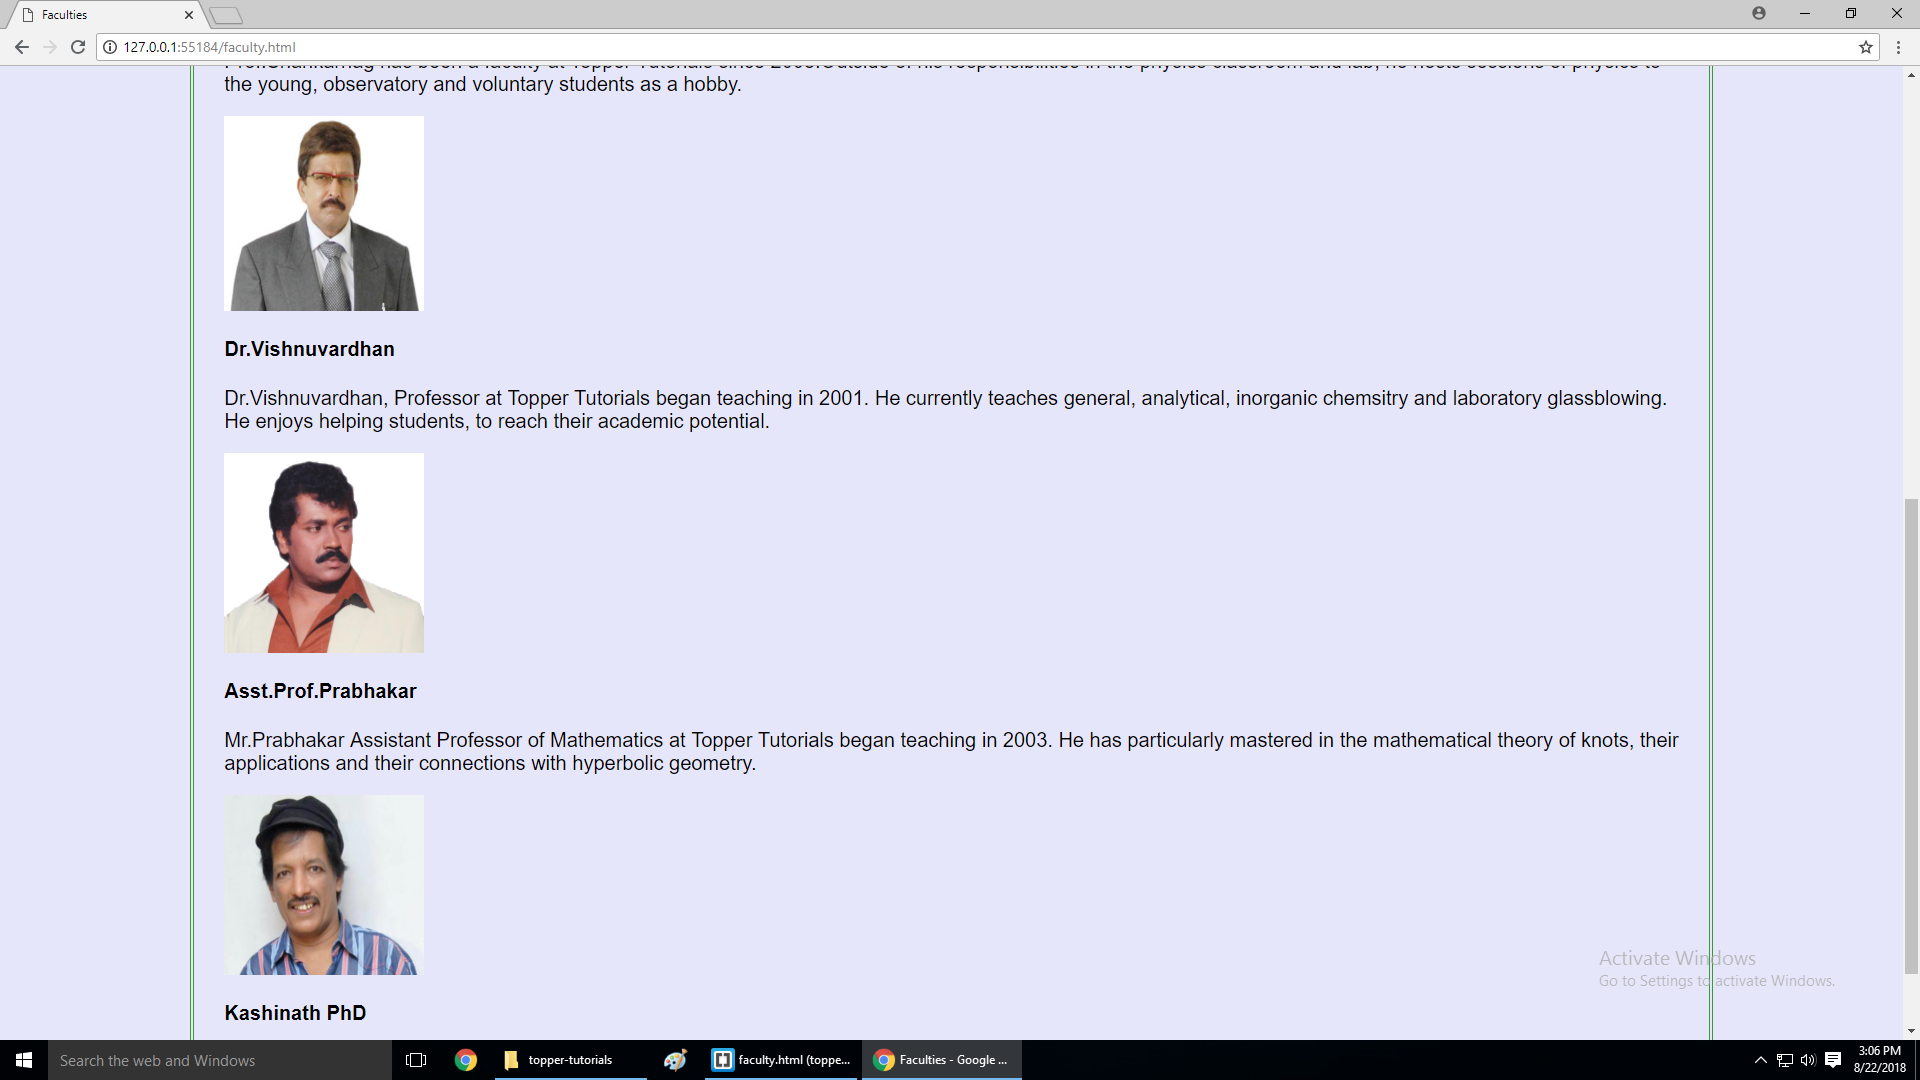 Faculties
127.0.0.1:55184/faculty.html
the young, observatory and voluntary students as a hobby.
Dr.Vishnuvardhan
Dr.Vishnuvardhan, Professor at Topper Tutorials began teaching in 2001. He currently teaches general, analytical, inorganic chemsitry and laboratory glassblowing.
He enjoys helping students, to reach their academic potential.
Asst.Prof.Prabhakar
Mr.Prabhakar Assistant Professor of Mathematics at Topper Tutorials began teaching in 2003. He has particularly mastered in the mathematical theory of knots, their
applications and their connections with hyperbolic geometry.
Activate Windows
Go to Settings to activate Windows.
Kashinath PhD
Search the web and Windows
topper-tutorials
faculty.html (toppe...
Faculties - Google ...
3:06 PM
8/22/2018